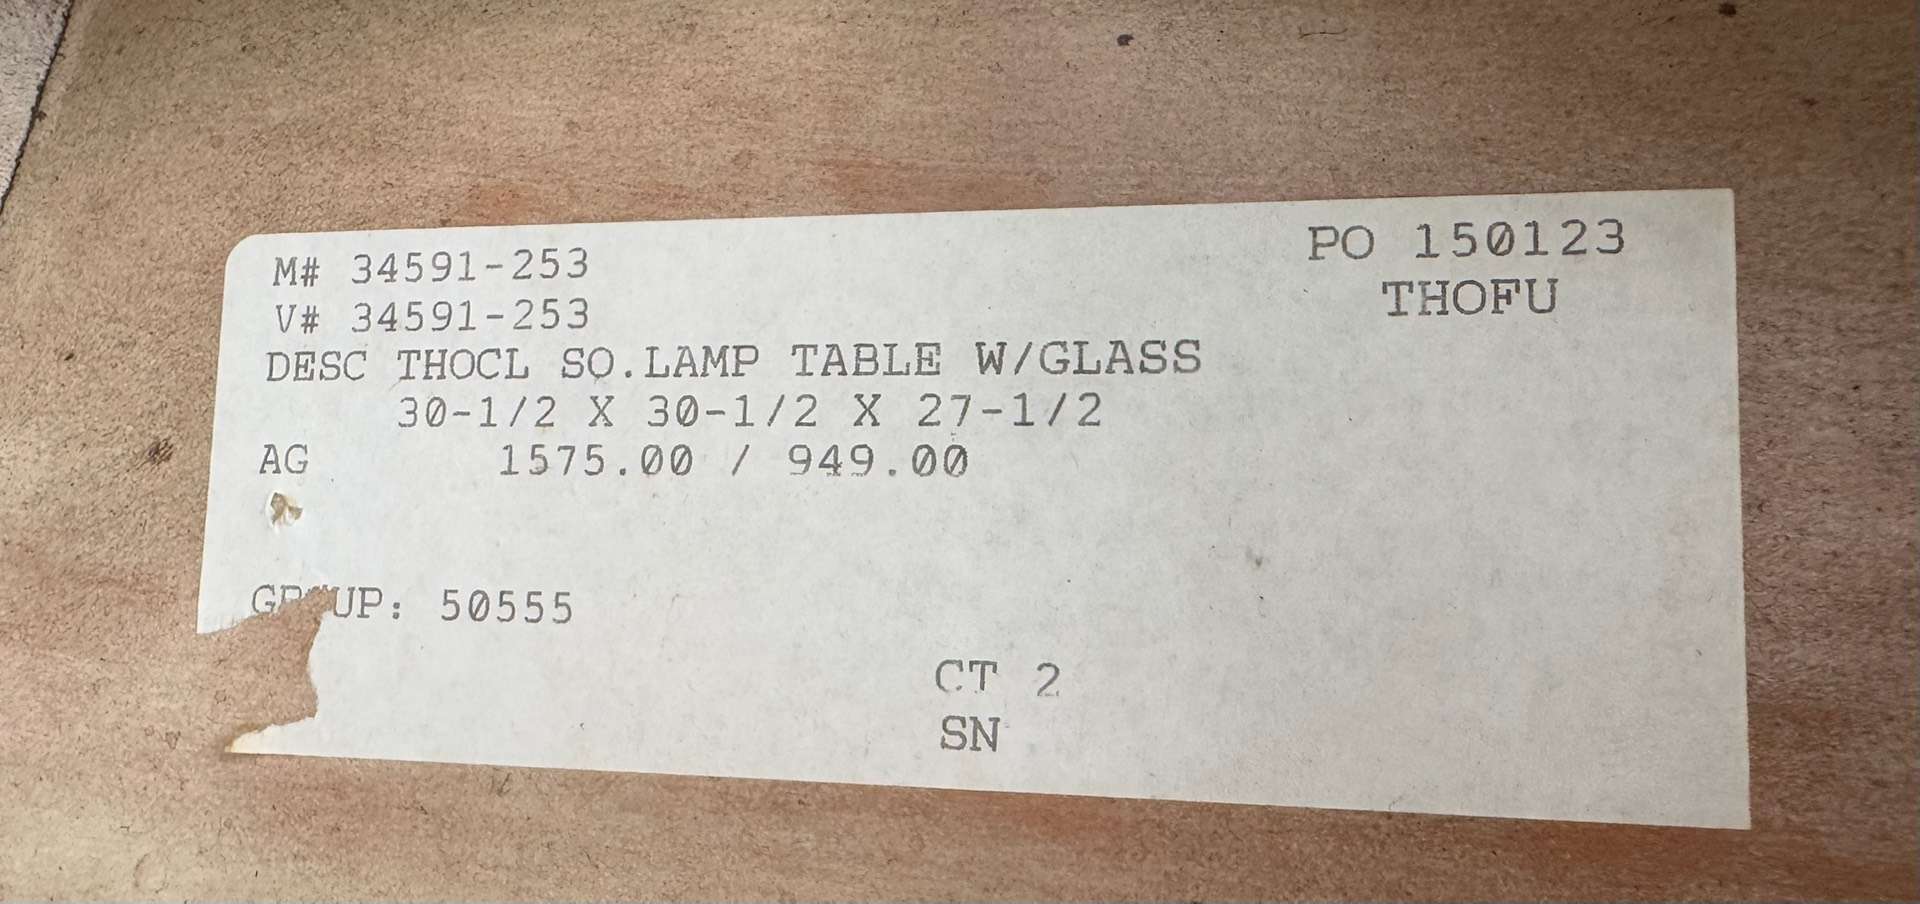 M# 34591-253
PO 150123
V# 34591-253
THOFU
DESC THOCL SQ.LAMP TABLE W/GLASS
30-1/2 X 30-1/2 X 27-1/2
AG 1575.00 / 949.00
GROUP: 50555
CT 2
SN